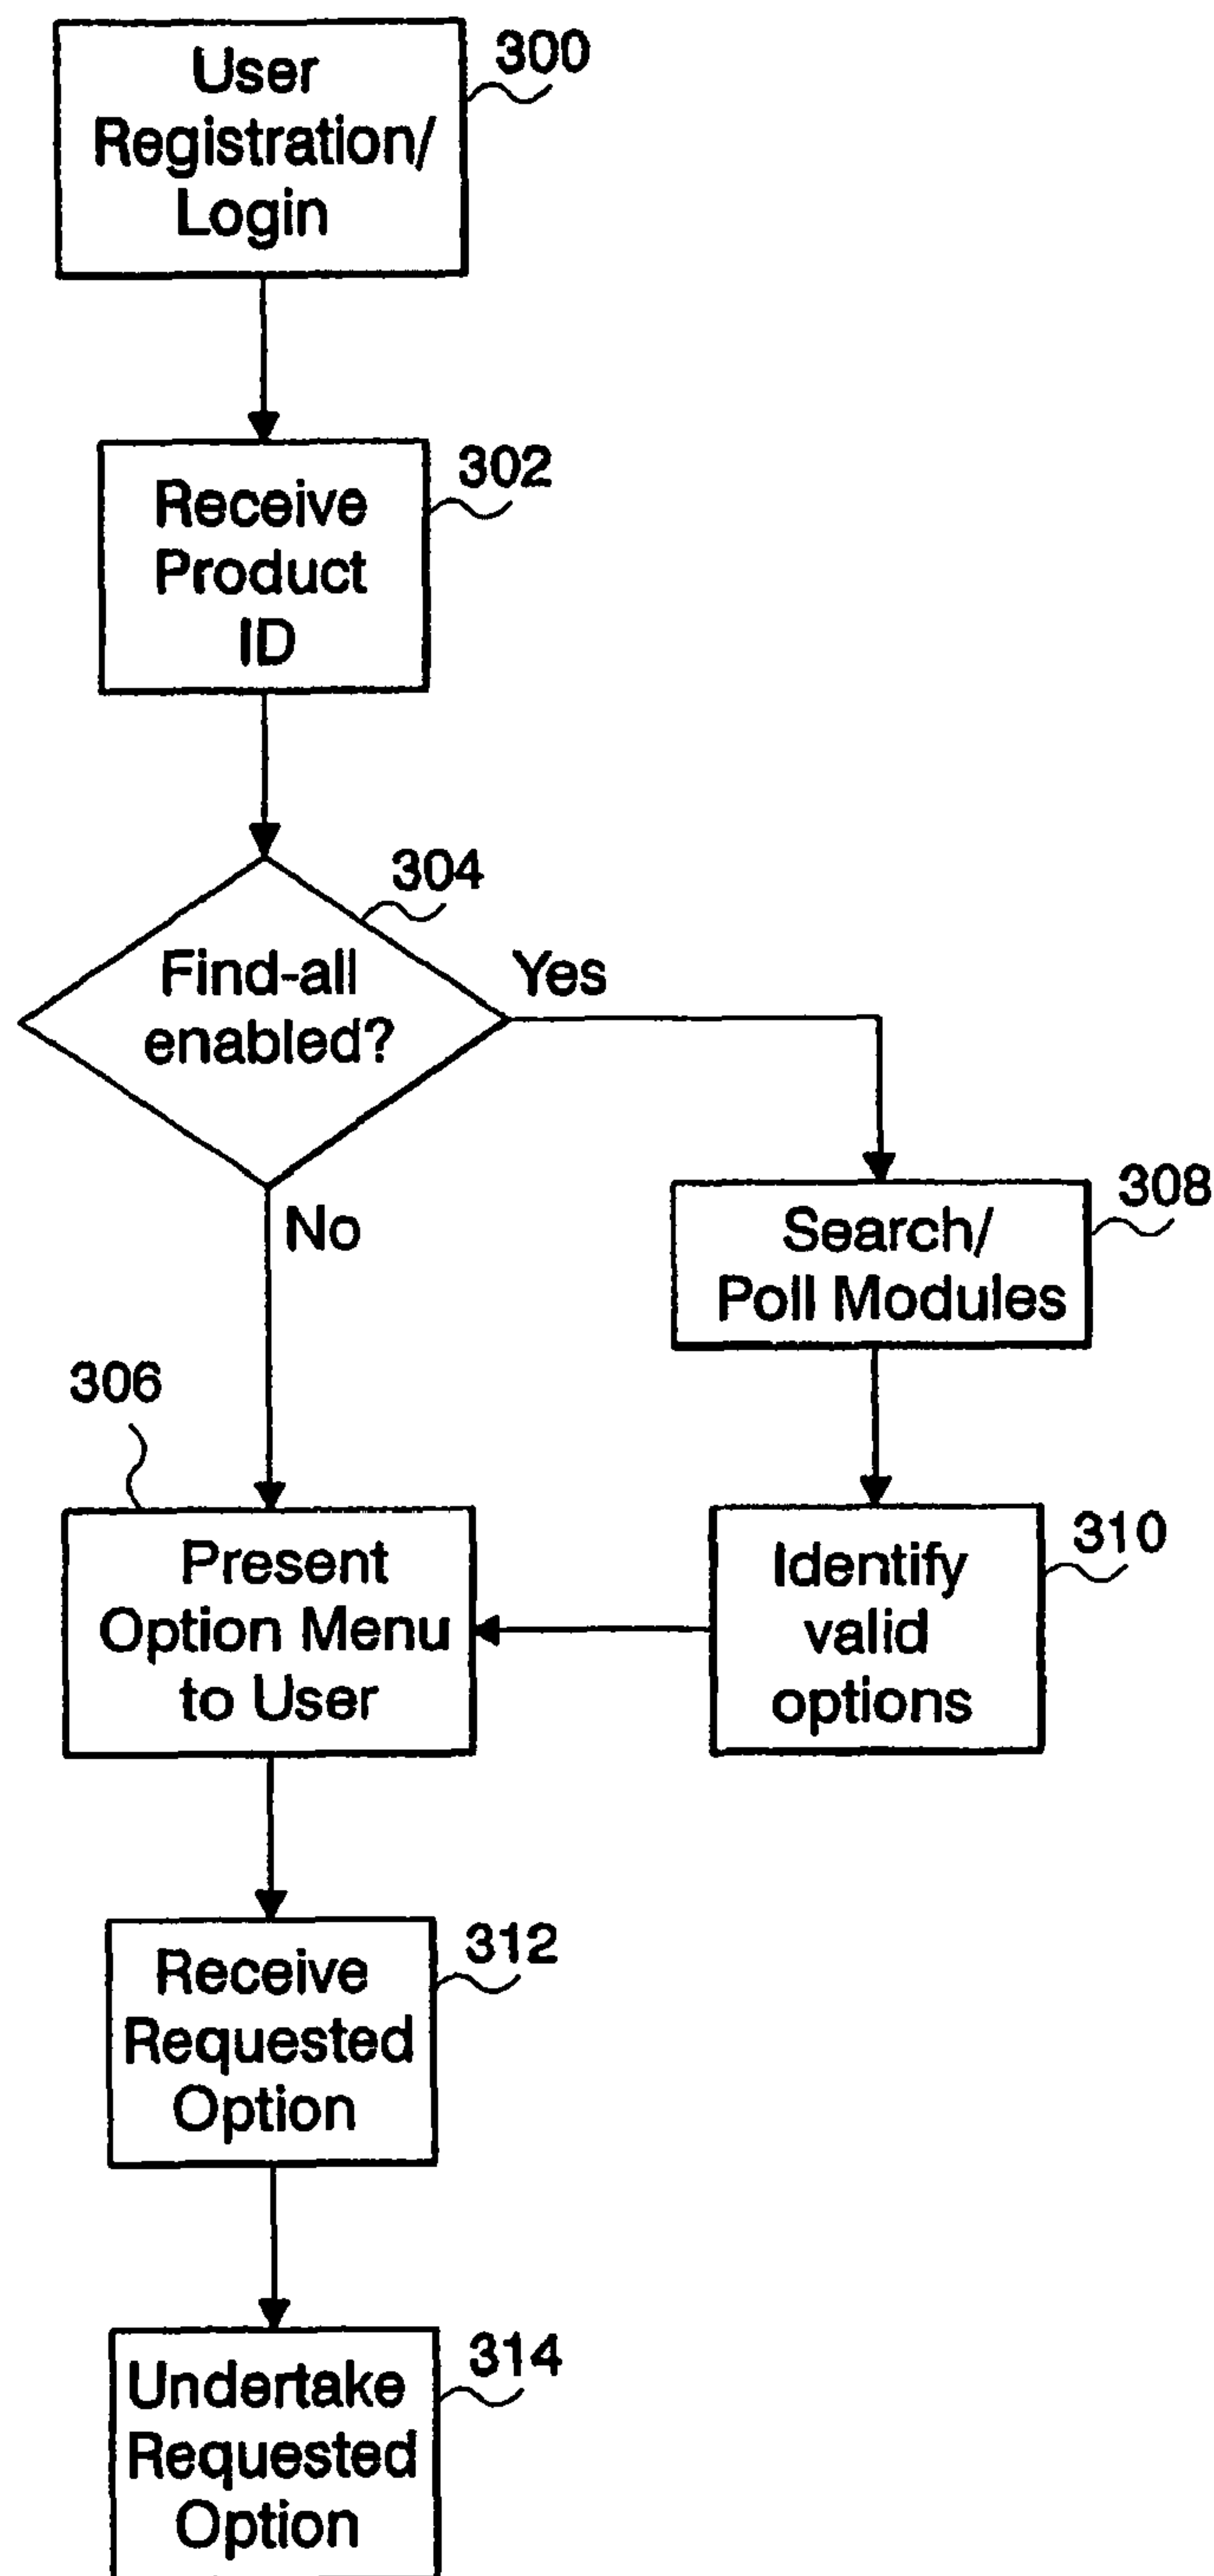 User
Registration/
Login
300
Receive
Product
ID
302
304
Find-all
enabled?
Yes
No
308
Search/
Poll Modules
306
Present
Option Menu
to User
310
Identify
valid
options
312
Receive
Requested
Option
314
Undertake
Requested
Option